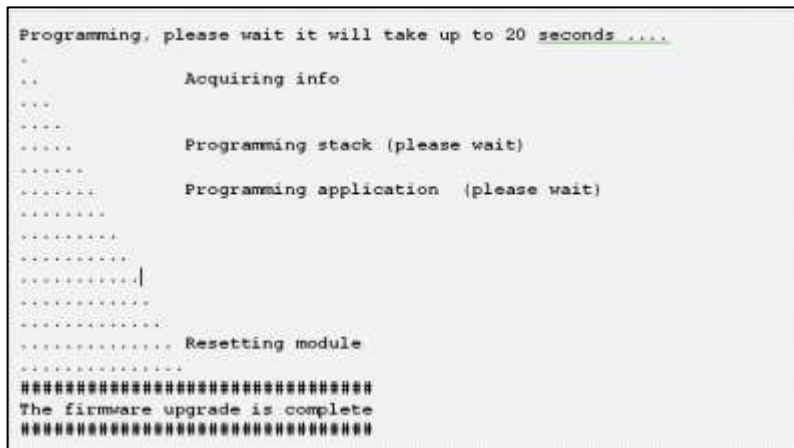 Programming, please wait it will take up to 20 seconds ....
.
..             Acquiring info
...
....
.....          Programming stack (please wait)
......
.......        Programming application  (please wait)
........
.........
..........
...........
............
.............
.............. Resetting module
...............
################################
The firmware upgrade is complete
################################